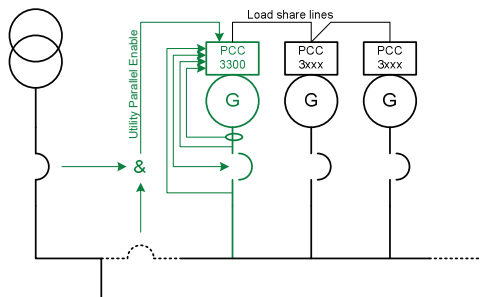 Load share lines
Utility Parallel Enable
PCC
3300
PCC
3xxx
PCC
3xxx
G
G
G
&